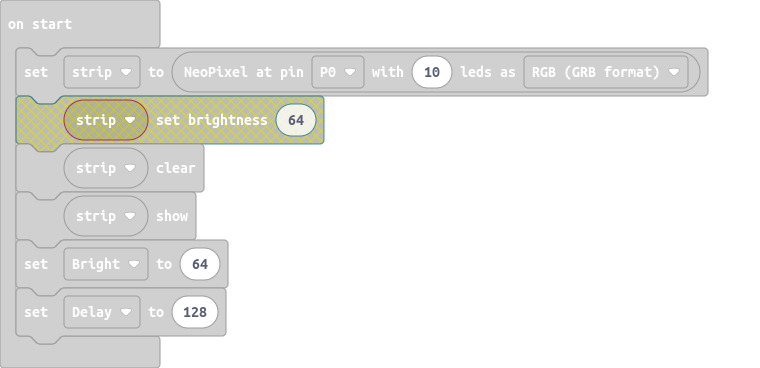 on start
set strip to NeoPixel at pin P0 with 10 leds as RGB (GRB format)
strip set brightness 64
strip clear
strip show
set Bright to 64
set Delay to 128